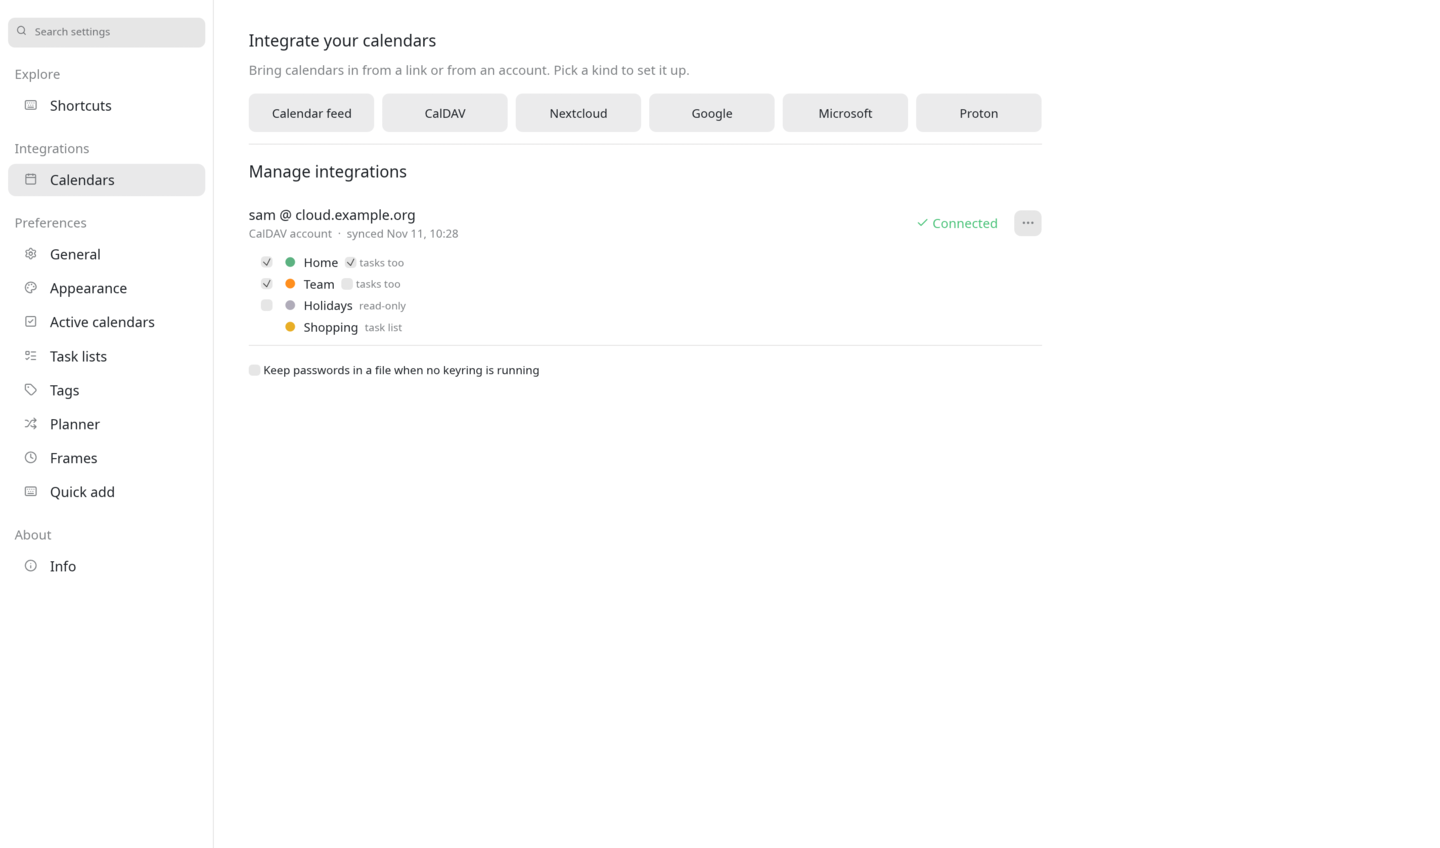 Search settings
Explore
Shortcuts
Integrations
Calendars
Preferences
General
Appearance
Active calendars
Task lists
Tags
Planner
Frames
Quick add
About
Info
Integrate your calendars
Bring calendars in from a link or from an account. Pick a kind to set it up.
Calendar feed CalDAV Nextcloud Google Microsoft Proton
Manage integrations
sam @ cloud.example.org
CalDAV account · synced Nov 11, 10:28
Connected
Home tasks too
Team tasks too
Holidays read-only
Shopping task list
Keep passwords in a file when no keyring is running